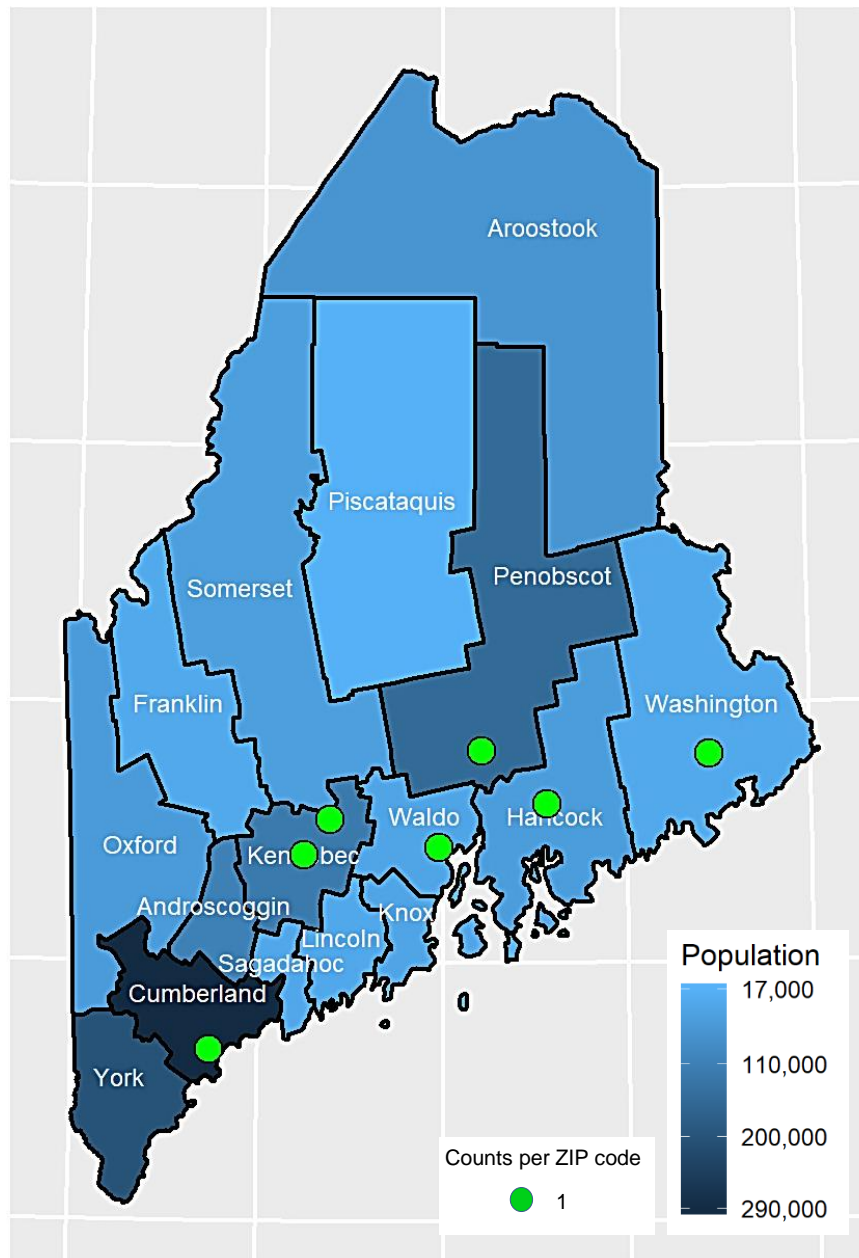 Aroostook
Piscataquis
Penobscot
Somerset
Franklin
Washington
Waldo
Hancock
Oxford
Kennebec
Androscoggin
Knox
Lincoln
Sagadahoc
Cumberland
York
Population
17,000
110,000
200,000
290,000
Counts per ZIP code
1